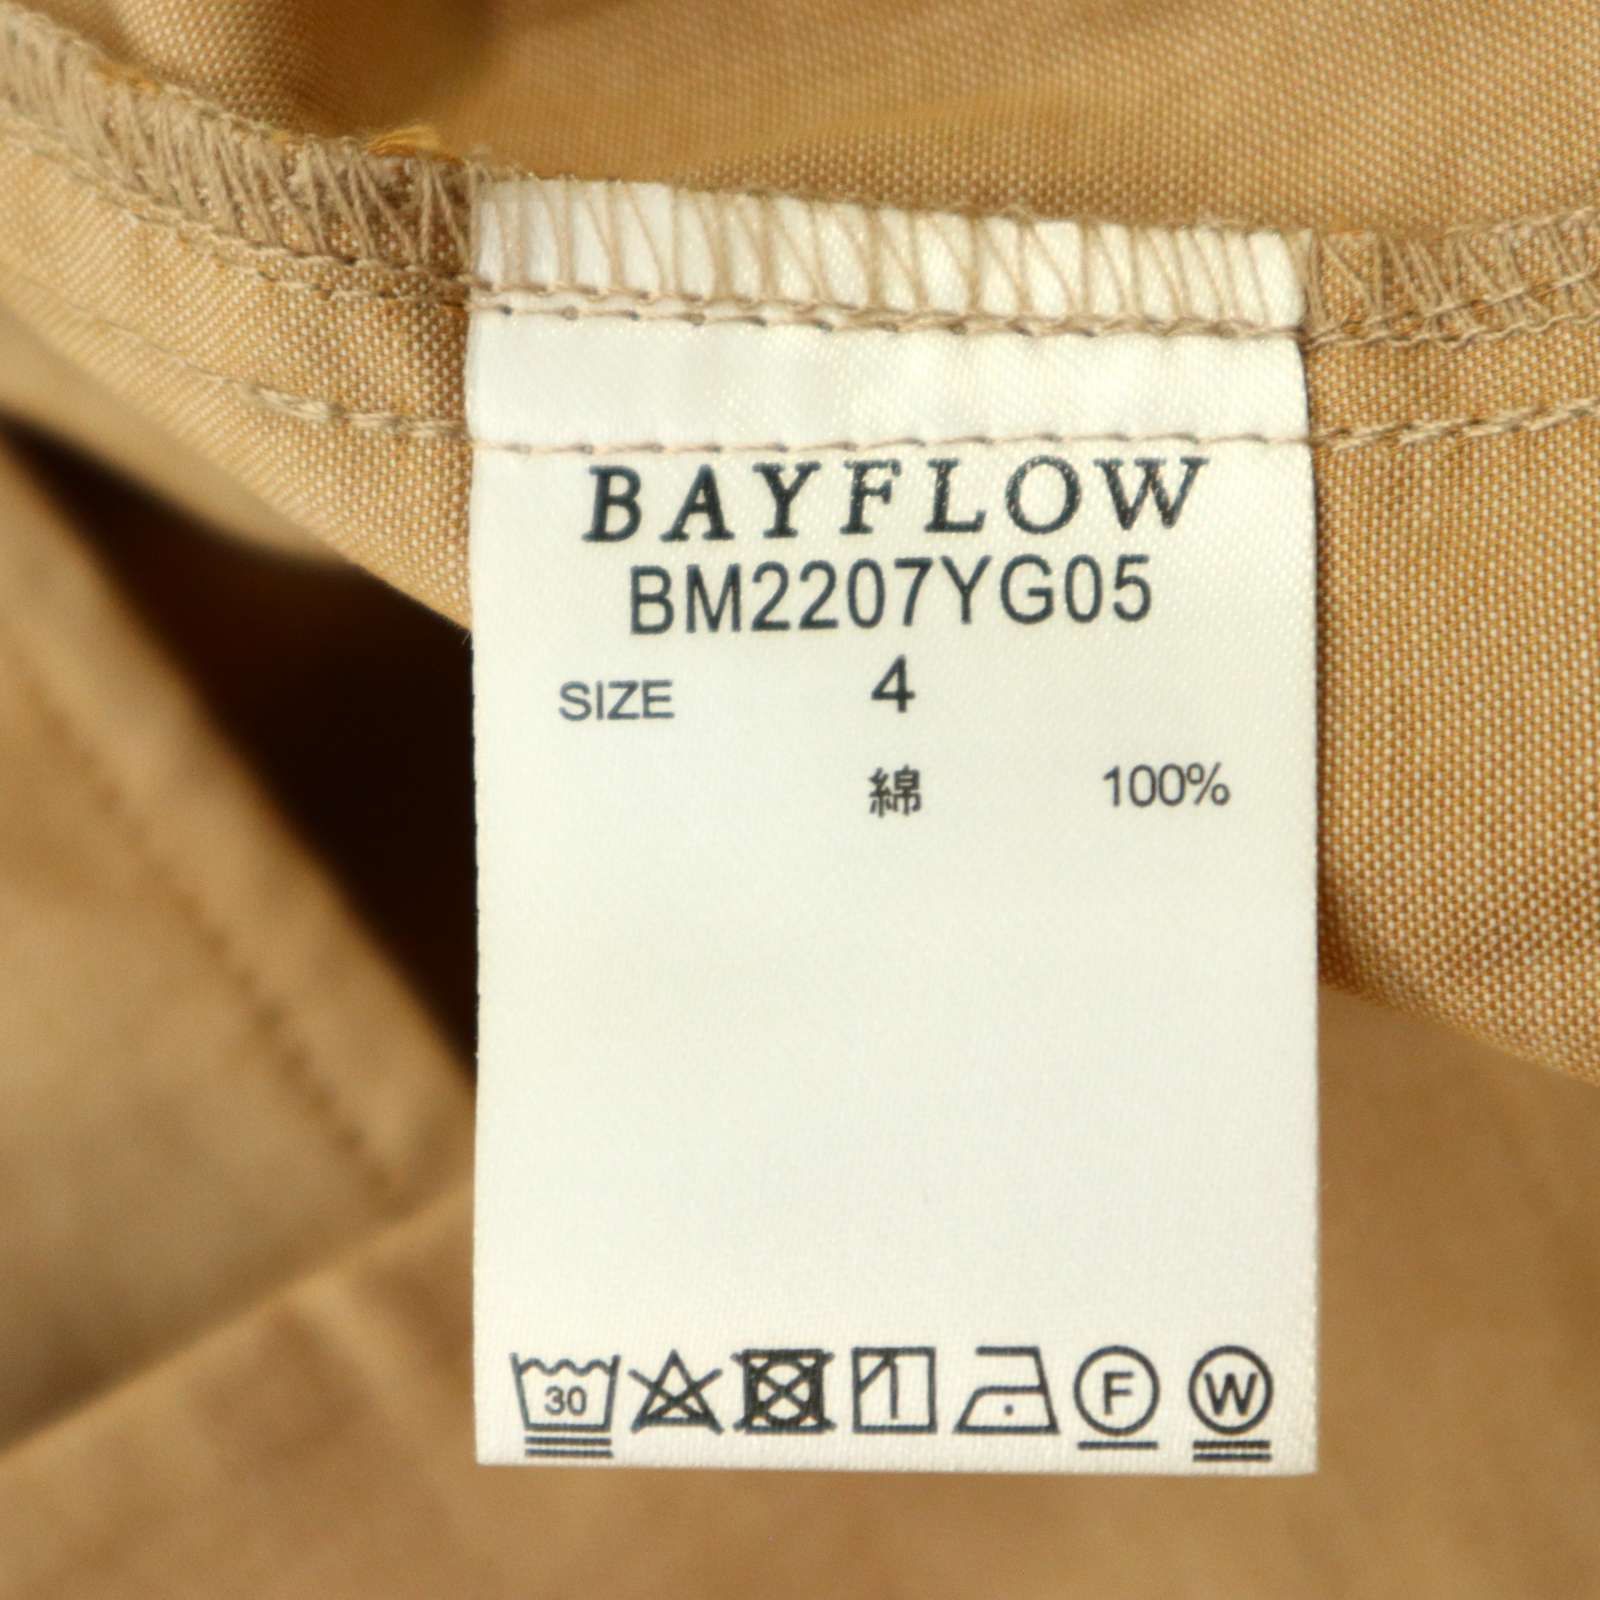 BAYFLOW
BM2207YG05
SIZE 4
綿 100%
30 F W